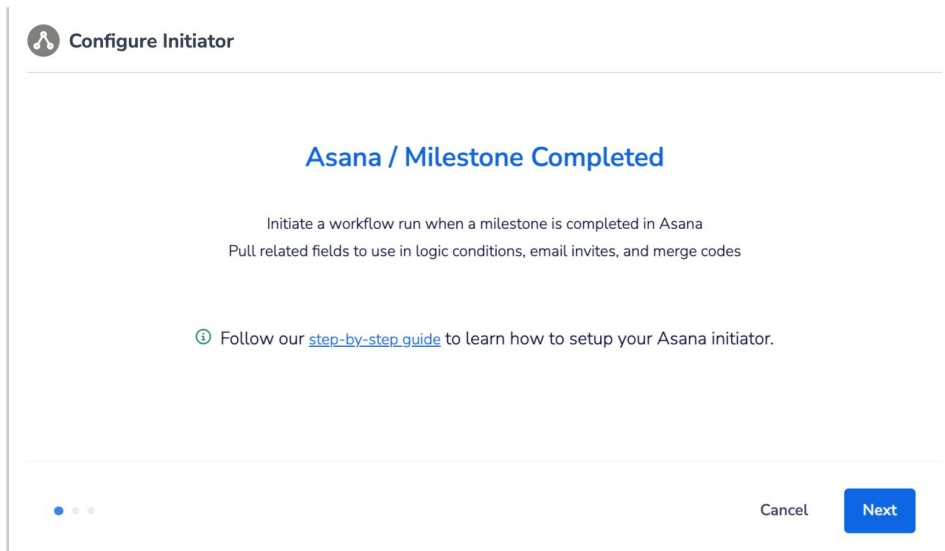 Configure Initiator
Asana / Milestone Completed
Initiate a workflow run when a milestone is completed in Asana
Pull related fields to use in logic conditions, email invites, and merge codes
Follow our step-by-step guide to learn how to setup your Asana initiator.
Cancel
Next